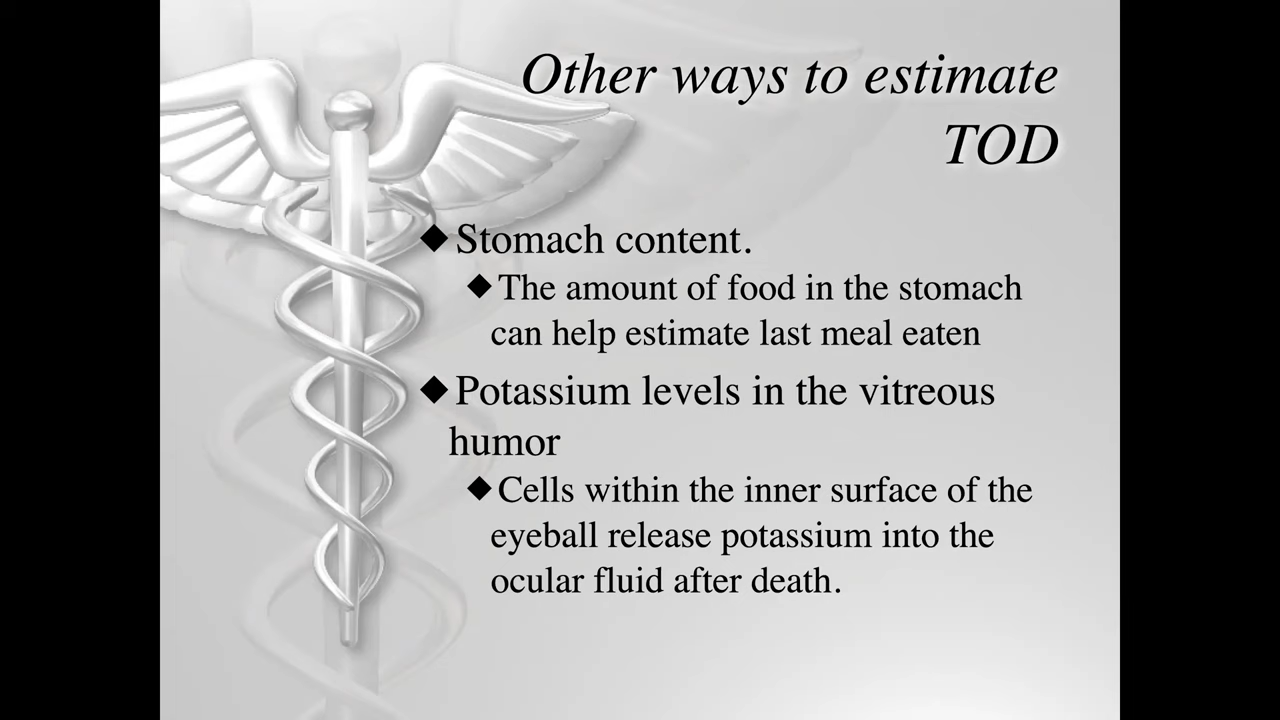 Other ways to estimate
TOD
◆Stomach content.
◆The amount of food in the stomach
can help estimate last meal eaten
◆Potassium levels in the vitreous
humor
◆Cells within the inner surface of the
eyeball release potassium into the
ocular fluid after death.